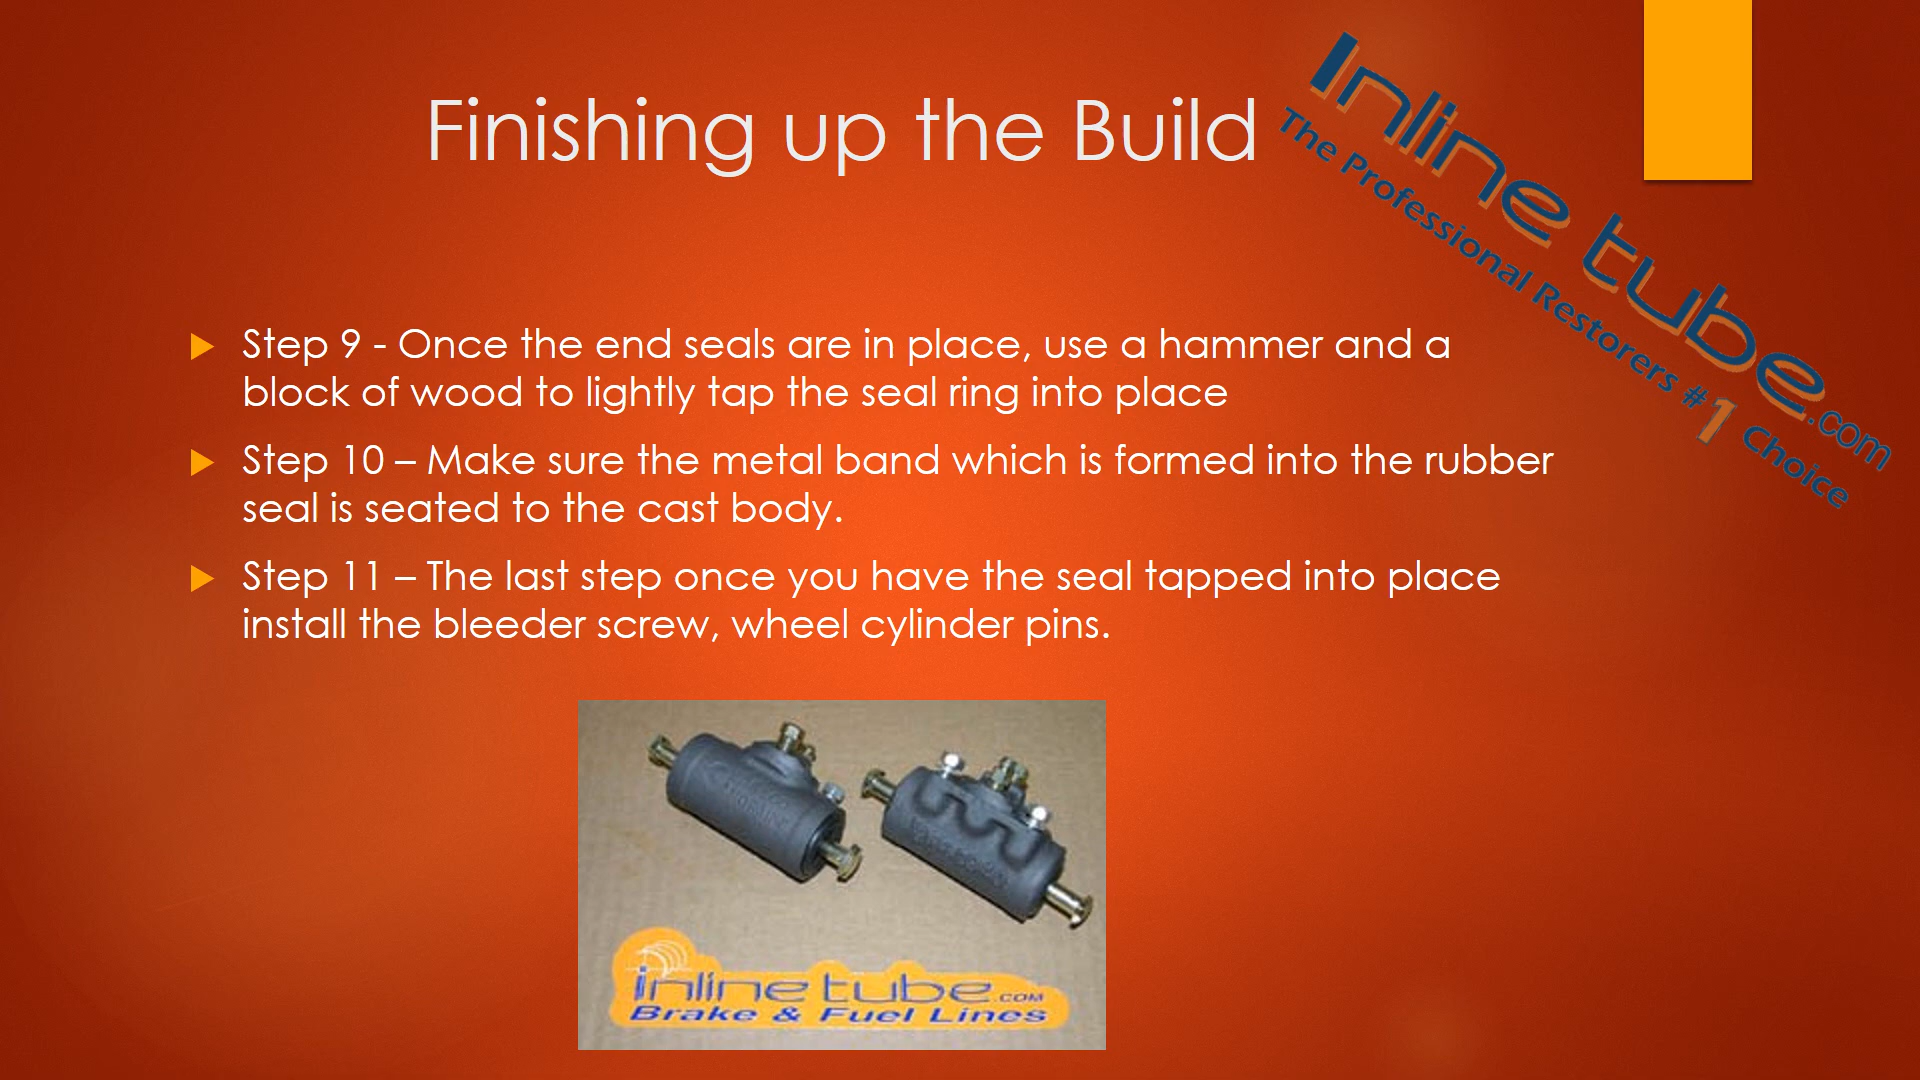 Finishing up the Build
Inline tube.com
The Professional Restorers #1 Choice
Step 9 - Once the end seals are in place, use a hammer and a
block of wood to lightly tap the seal ring into place
Step 10 – Make sure the metal band which is formed into the rubber
seal is seated to the cast body.
Step 11 – The last step once you have the seal tapped into place
install the bleeder screw, wheel cylinder pins.
inline tube.COM
Brake & Fuel Lines